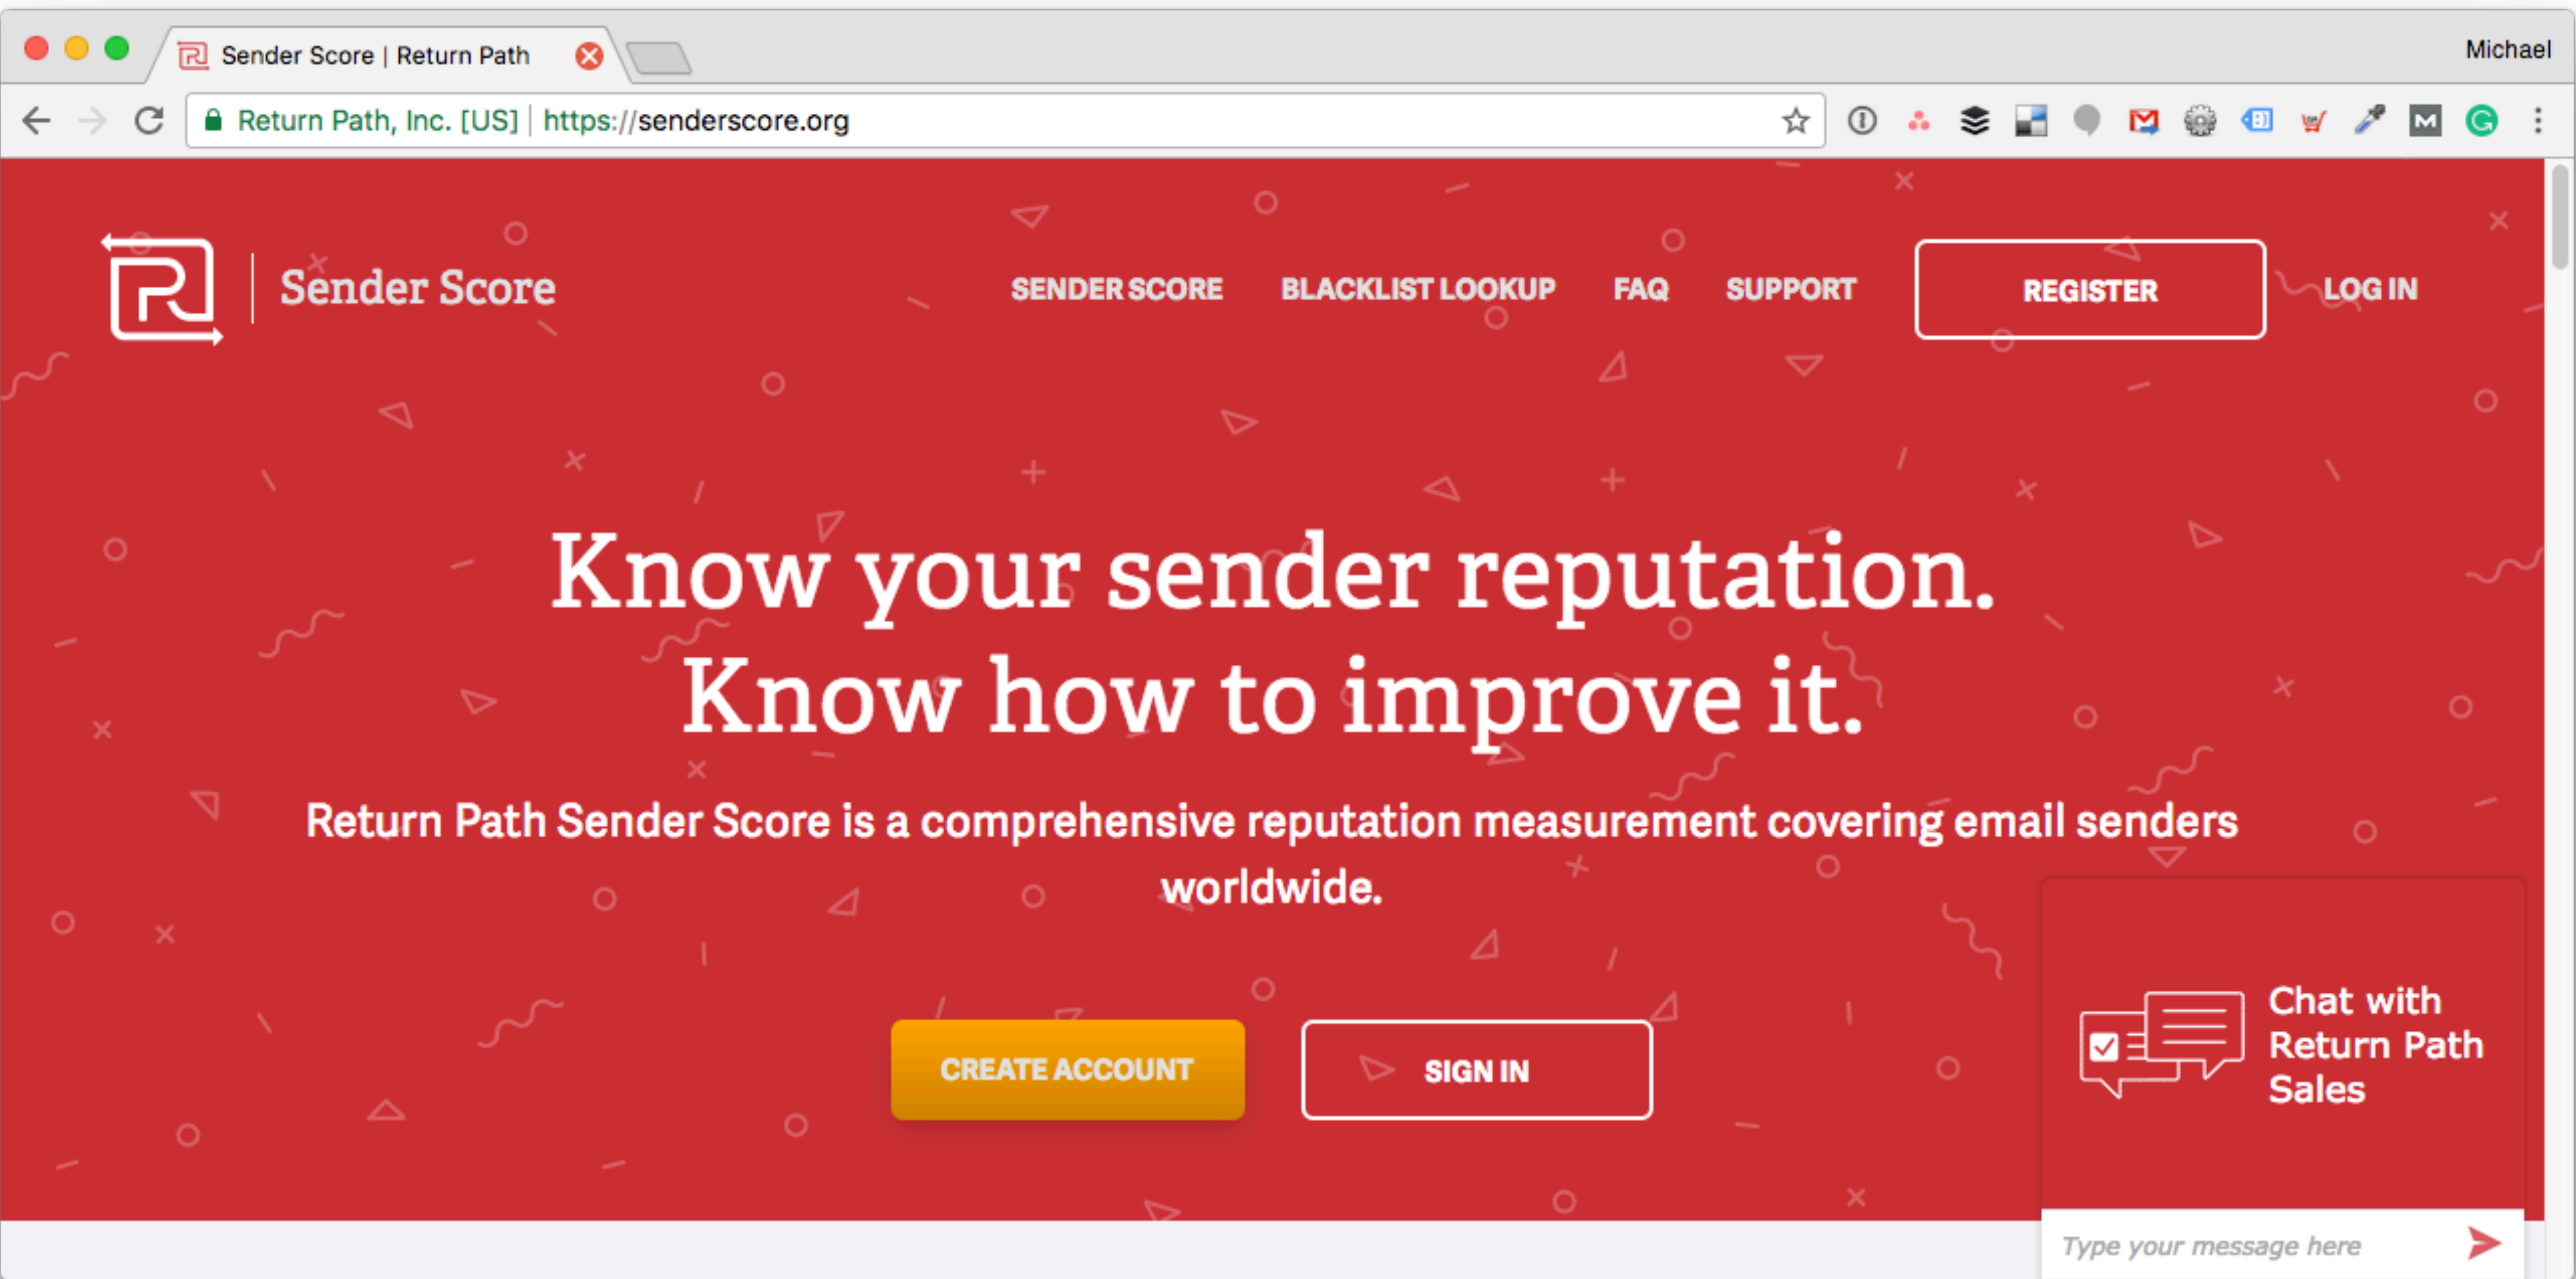 Sender Score | Return Path
Michael
Return Path, Inc. [US] | https://senderscore.org
Sender Score
SENDER SCORE BLACKLIST LOOKUP FAQ SUPPORT REGISTER LOG IN
Know your sender reputation.
Know how to improve it.
Return Path Sender Score is a comprehensive reputation measurement covering email senders
worldwide.
CREATE ACCOUNT SIGN IN
Chat with
Return Path
Sales
Type your message here